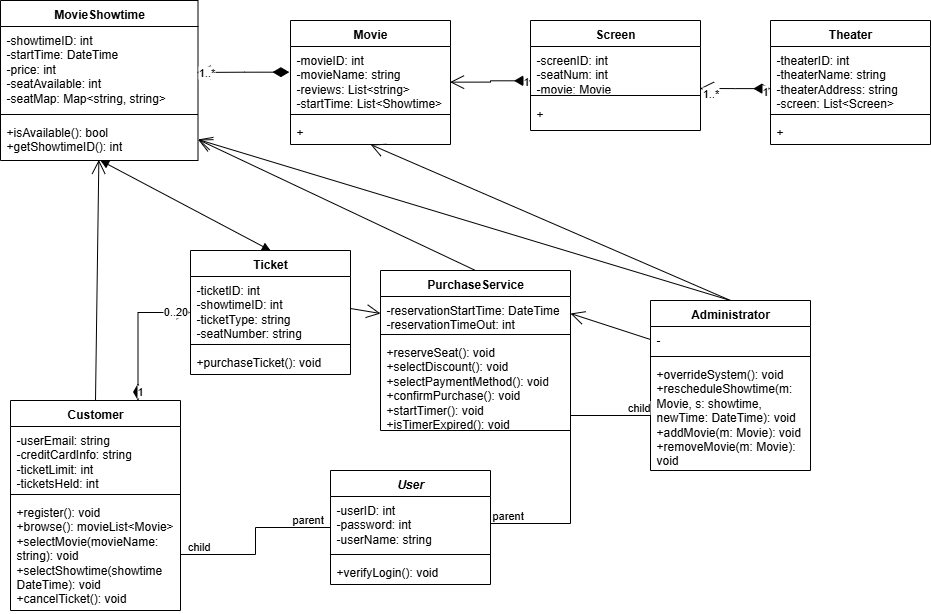 MovieShowtime
-showtimeID: int
-startTime: DateTime
-price: int
-seatAvailable: int
-seatMap: Map<string, string>
+isAvailable(): bool
+getShowtimeID(): int
1..*
Movie
-movieID: int
-movieName: string
-reviews: List<string>
-startTime: List<Showtime>
+
1
Screen
-screenID: int
-seatNum: int
-movie: Movie
+
1..*
1
Theater
-theaterID: int
-theaterName: string
-theaterAddress: string
-screen: List<Screen>
+
Ticket
-ticketID: int
-showtimeID: int
-ticketType: string
-seatNumber: string
+purchaseTicket(): void
0..20
1
PurchaseService
-reservationStartTime: DateTime
-reservationTimeOut: int
+reserveSeat(): void
+selectDiscount(): void
+selectPaymentMethod(): void
+confirmPurchase(): void
+startTimer(): void
+isTimerExpired(): void
Administrator
-
+overrideSystem(): void
+rescheduleShowtime(m:
Movie, s: showtime,
newTime: DateTime): void
+addMovie(m: Movie): void
+removeMovie(m: Movie):
void
child
Customer
-userEmail: string
-creditCardInfo: string
-ticketLimit: int
-ticketsHeld: int
+register(): void
+browse(): movieList<Movie>
+selectMovie(movieName:
string): void
+selectShowtime(showtime
DateTime): void
+cancelTicket(): void
child
parent
User
-userID: int
-password: int
-userName: string
+verifyLogin(): void
parent